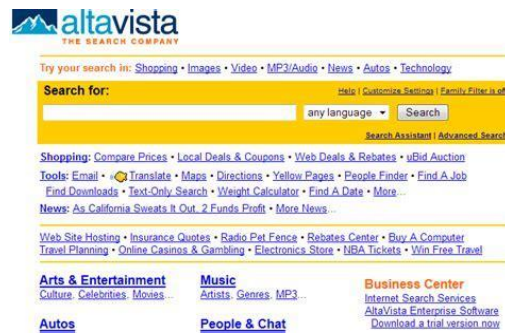 altavista
THE SEARCH COMPANY
Try your search in: Shopping • Images • Video • MP3/Audio • News • Autos • Technology
Search for:
Help | Customize Settings | Family Filter is of
any language
Search
Search Assistant | Advanced Searc
Shopping: Compare Prices • Local Deals & Coupons • Web Deals & Rebates • uBid Auction
Tools: Email • Translate • Maps • Directions • Yellow Pages • People Finder • Find A Job
Find Downloads • Text-Only Search • Weight Calculator • Find A Date • More...
News: As California Sweats It Out, 2 Funds Profit • More News...
Web Site Hosting • Insurance Quotes • Radio Pet Fence • Rebates Center • Buy A Computer
Travel Planning • Online Casinos & Gambling • Electronics Store • NBA Tickets • Win Free Travel
Arts & Entertainment
Culture, Celebrities, Movies...
Music
Artists, Genres, MP3...
Business Center
Internet Search Services
AltaVista Enterprise Software
Download a trial version now
Autos
People & Chat